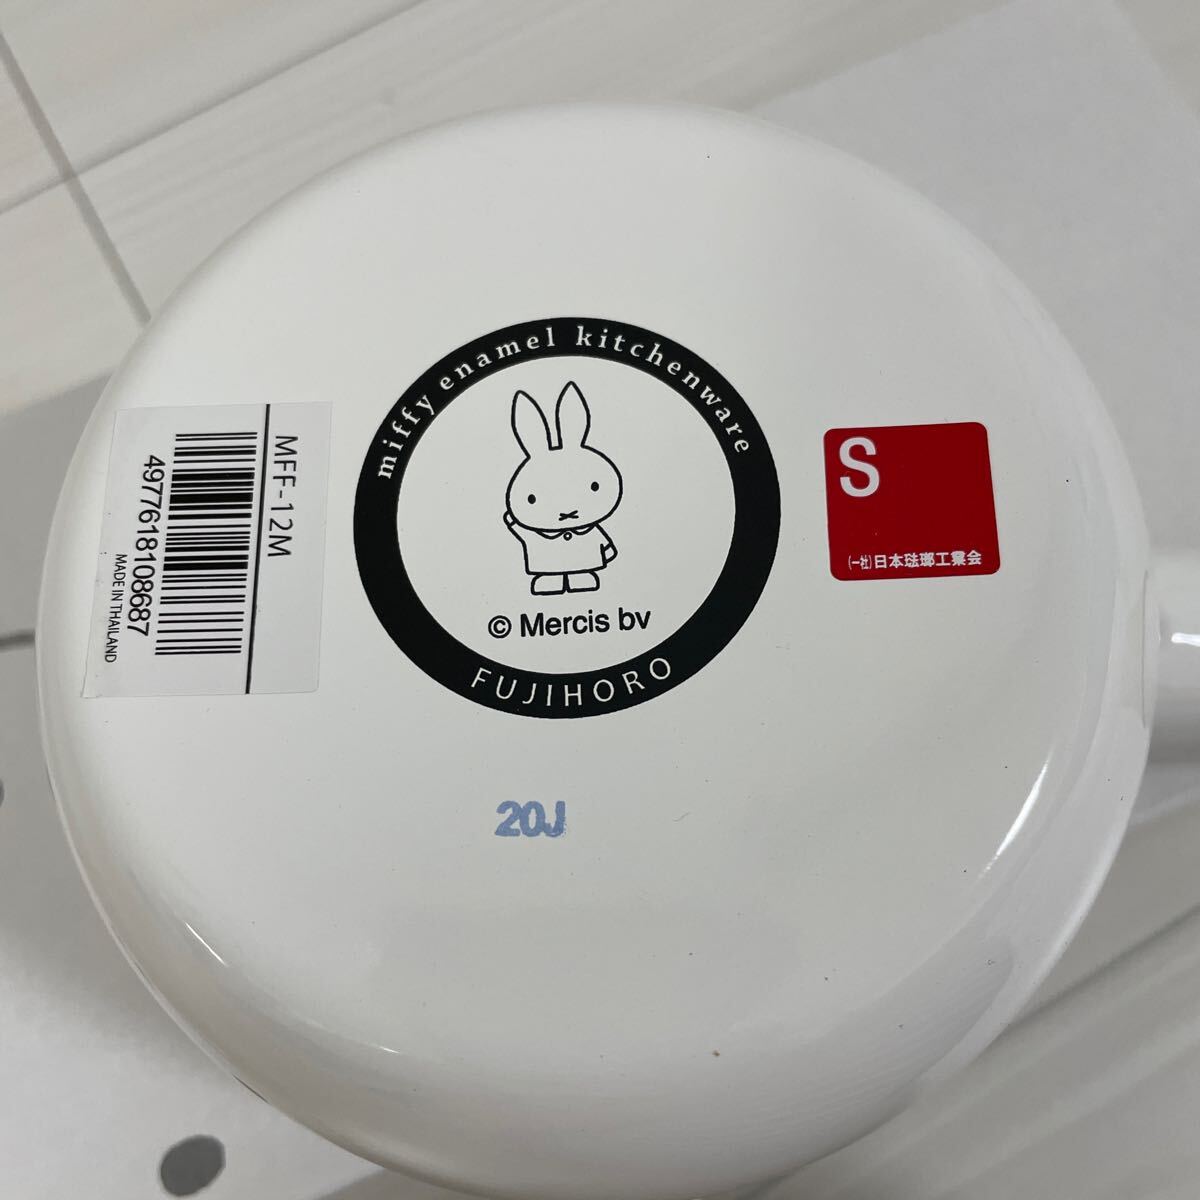 MFF-12M
4977618108687
MADE IN THAILAND
miffy enamel kitchenware
© Mercis bv
FUJIHORO
S
(一社)日本琺瑯工業会
20J